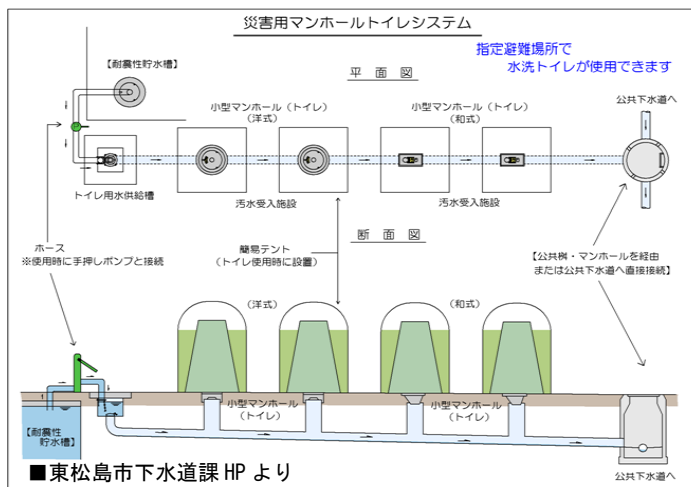 災害用マンホールトイレシステム
指定避難場所で
水洗トイレが使用できます
【耐震性貯水槽】
平面図
小型マンホール（トイレ）
（洋式）
小型マンホール（トイレ）
（和式）
公共下水道へ
トイレ用水供給槽
汚水受入施設
汚水受入施設
ホース
※使用時に手押しポンプと接続
簡易テント
（トイレ使用時に設置）
断面図
【公共桝・マンホールを経由
または公共下水道へ直接接続】
（洋式）
（和式）
小型マンホール
（トイレ）
小型マンホール
（トイレ）
【耐震性
貯水槽】
公共下水道へ
■東松島市下水道課HPより